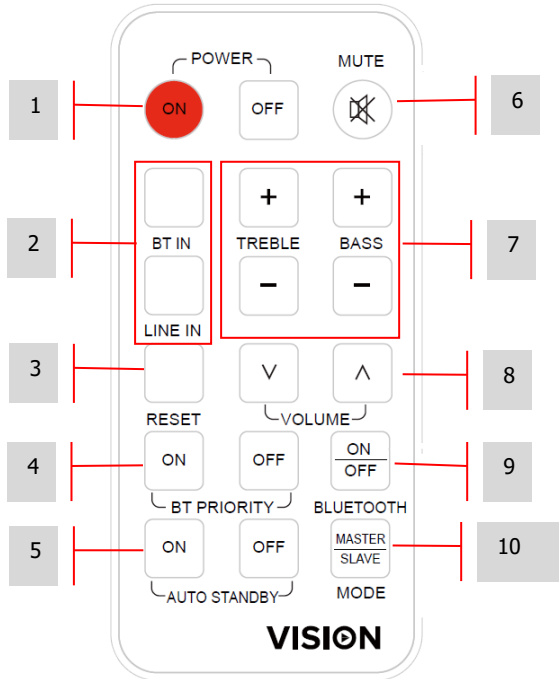 POWER MUTE
1 ON OFF 6
+ +
2 BT IN TREBLE BASS 7
− −
LINE IN
3 ∨ ∧ 8
RESET VOLUME
4 ON OFF ON 9
OFF
BT PRIORITY BLUETOOTH
5 ON OFF MASTER 10
SLAVE
AUTO STANDBY MODE
VISION